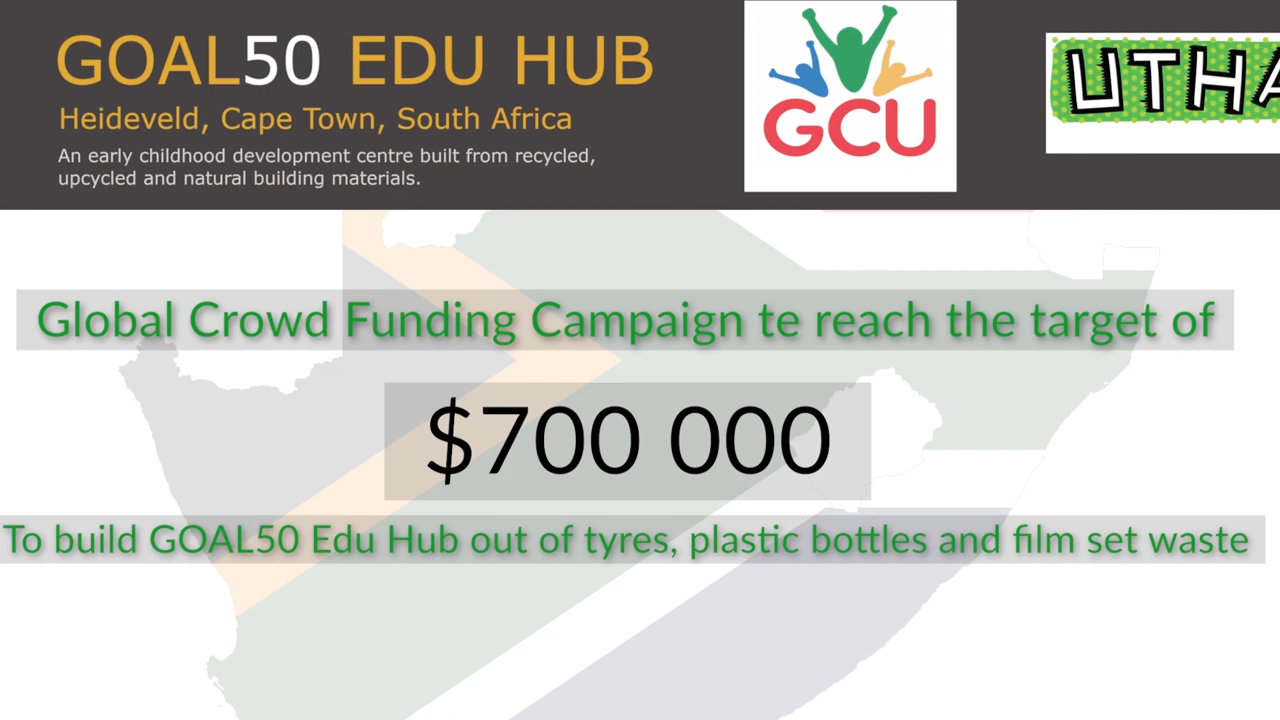 GOAL50 EDU HUB
Heideveld, Cape Town, South Africa
An early childhood development centre built from recycled,
upcycled and natural building materials.
GCU
Global Crowd Funding Campaign te reach the target of
$700 000
To build GOAL50 Edu Hub out of tyres, plastic bottles and film set waste